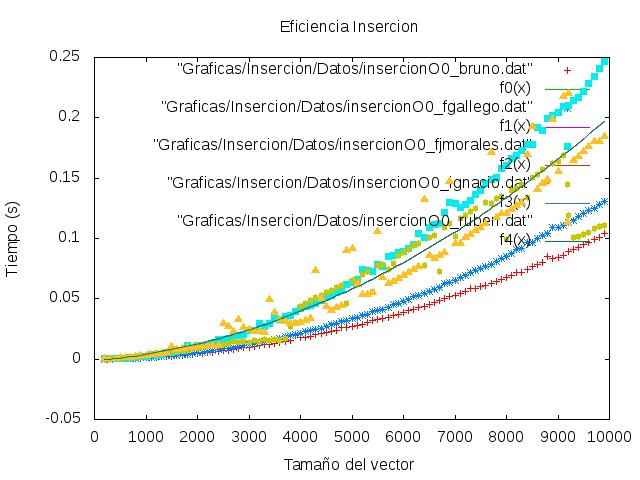 Eficiencia Insercion
0.25
0.2
0.15
0.1
0.05
0
-0.05
Tiempo (s)
"Graficas/Insercion/Datos/insercionO0_bruno.dat"
f0(x)
"Graficas/Insercion/Datos/insercionO0_fgallego.dat"
f1(x)
"Graficas/Insercion/Datos/insercionO0_fjmorales.dat"
f2(x)
"Graficas/Insercion/Datos/insercionO0_ignacio.dat"
f3(x)
"Graficas/Insercion/Datos/insercionO0_ruben.dat"
f4(x)
0 1000 2000 3000 4000 5000 6000 7000 8000 9000 10000
Tamaño del vector